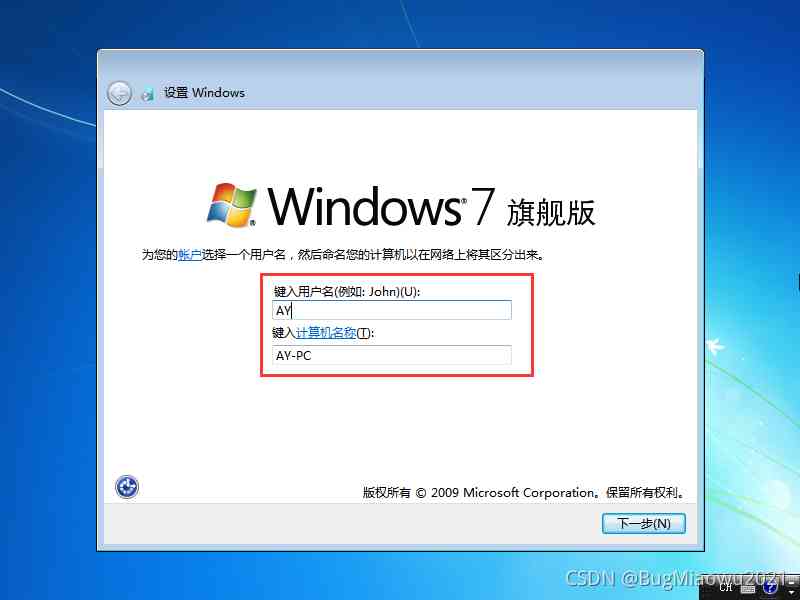 设置 Windows
Windows 7 旗舰版
为您的帐户选择一个用户名，然后命名您的计算机以在网络上将其区分出来。
键入用户名(例如: John)(U):
AY
键入计算机名称(T):
AY-PC
版权所有 © 2009 Microsoft Corporation。保留所有权利。
下一步(N)
CSDN @BugMiaowu2021
CH